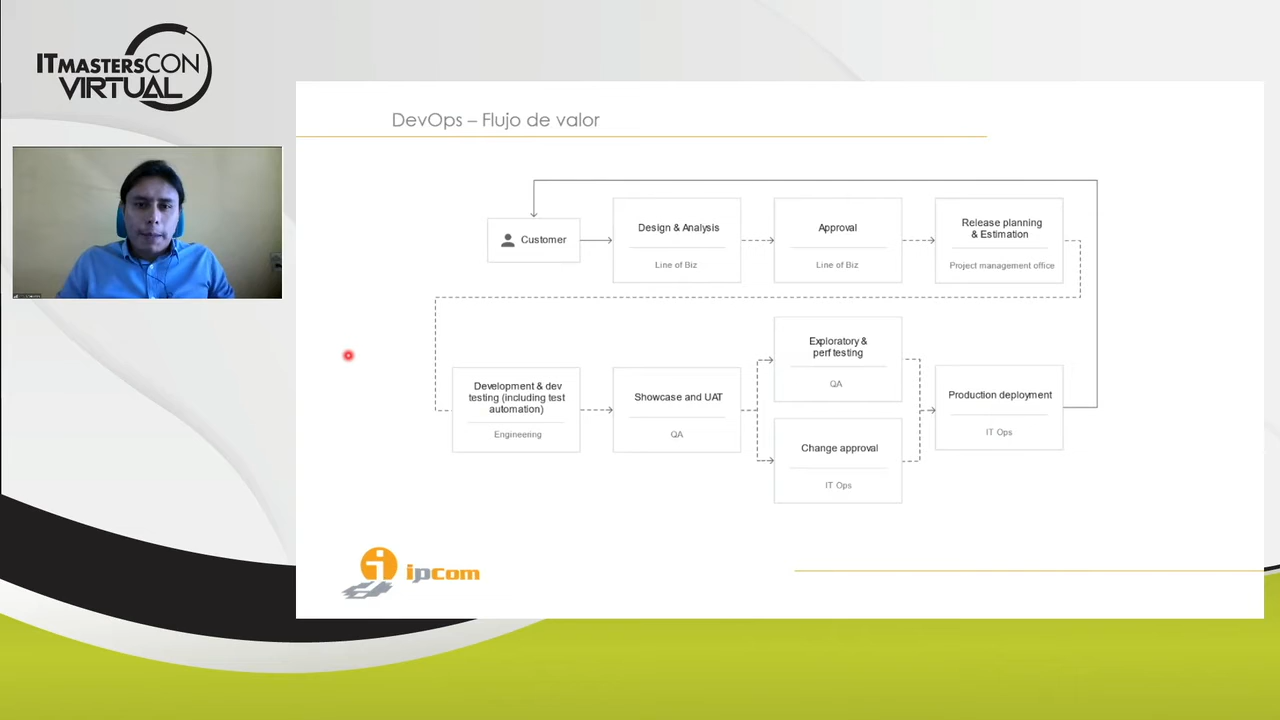 ITMASTERSCON
VIRTUAL
DevOps – Flujo de valor
Customer
Design & Analysis
Line of Biz
Approval
Line of Biz
Release planning
& Estimation
Project management office
Development & dev
testing (including test
automation)
Engineering
Showcase and UAT
QA
Exploratory &
perf testing
QA
Change approval
IT Ops
Production deployment
IT Ops
ipcom